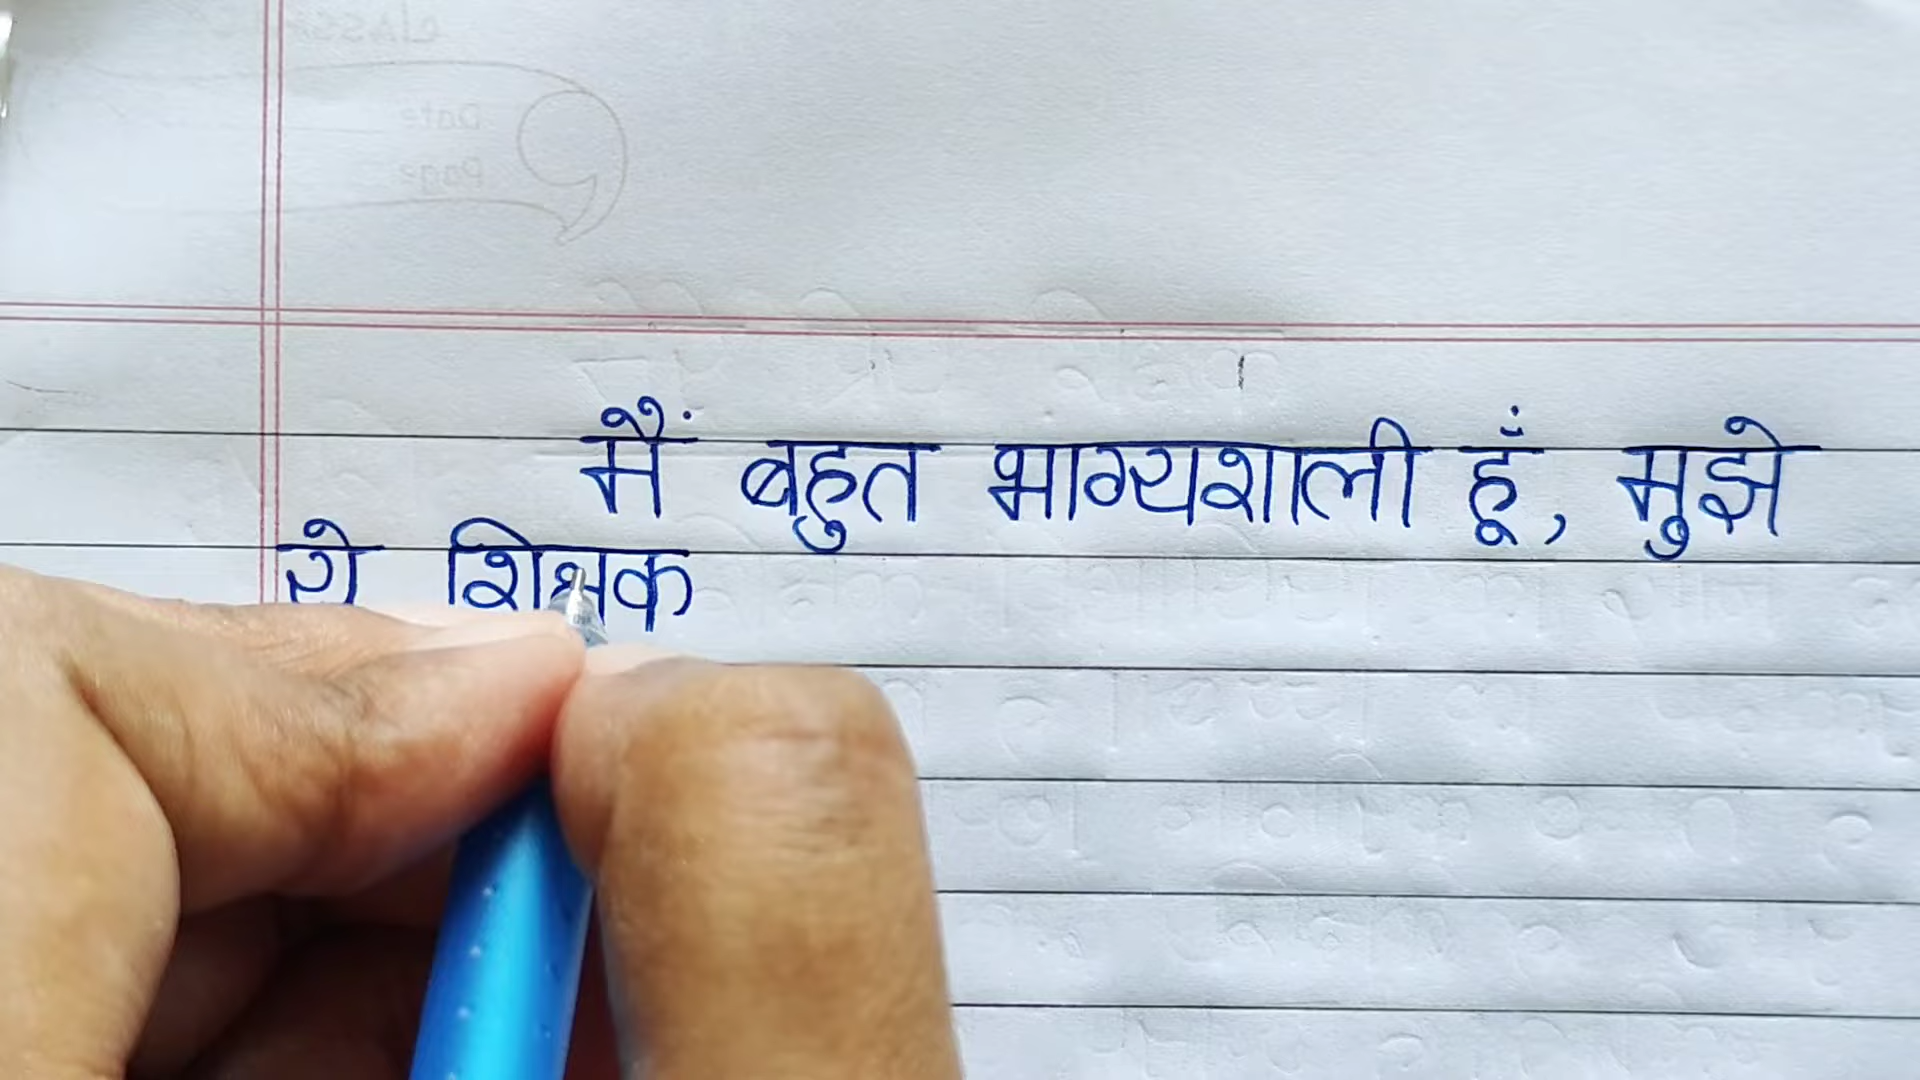 मैं बहुत भाग्यशाली हूँ, मुझे
ये शिक्षक